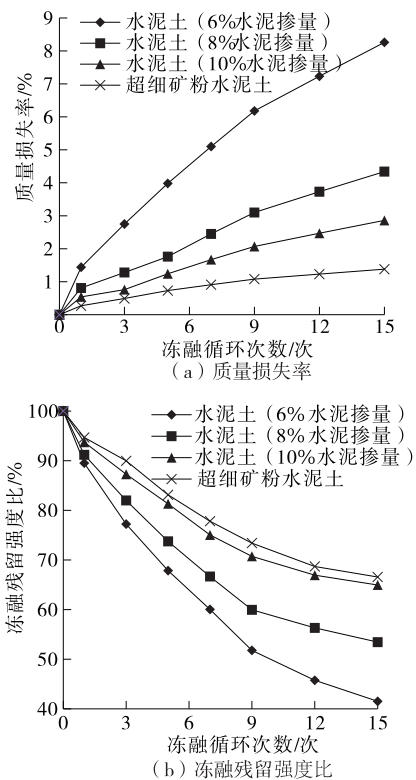 水泥土(6%水泥掺量)
水泥土(8%水泥掺量)
水泥土(10%水泥掺量)
超细矿粉水泥土
质量损失率/%
9
8
7
6
5
4
3
2
1
0
0 3 6 9 12 15
冻融循环次数/次
(a)质量损失率
水泥土(6%水泥掺量)
水泥土(8%水泥掺量)
水泥土(10%水泥掺量)
超细矿粉水泥土
冻融残留强度比/%
100
90
80
70
60
50
40
0 3 6 9 12 15
冻融循环次数/次
(b)冻融残留强度比